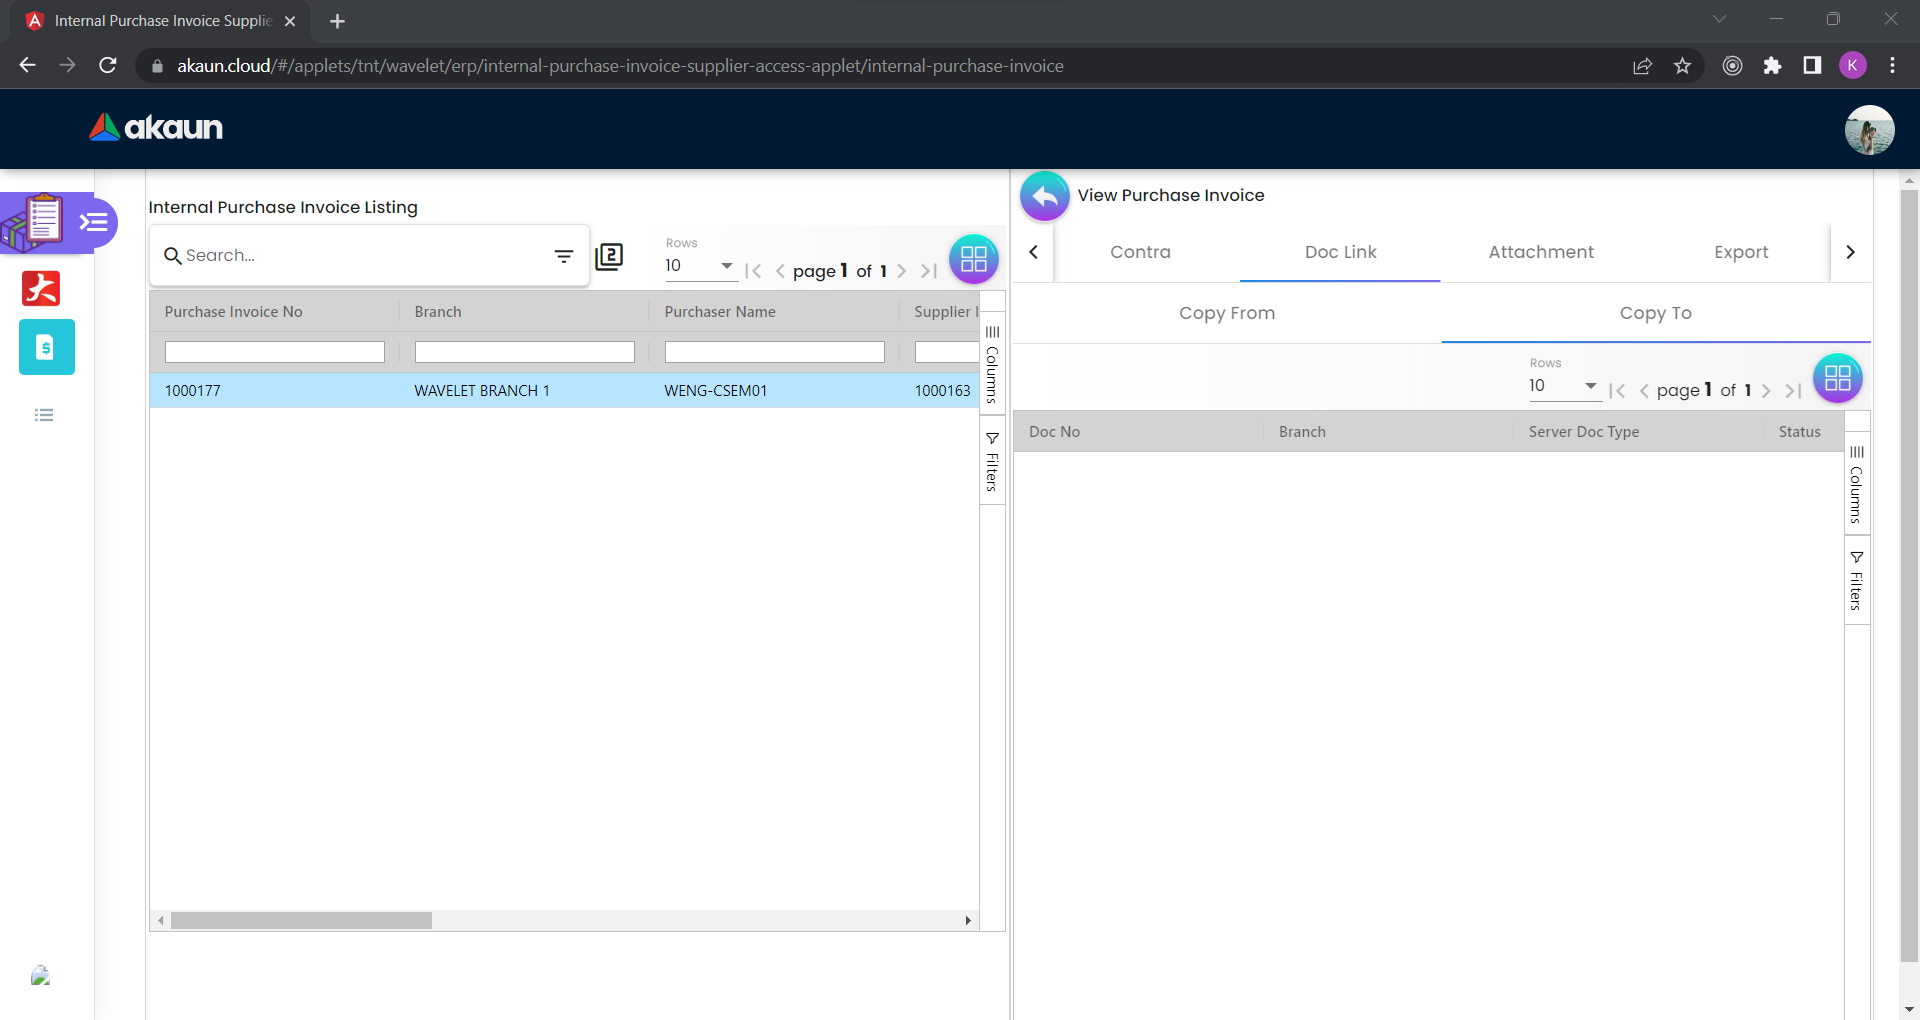 Internal Purchase Invoice Supplie
akaun.cloud/#/applets/tnt/wavelet/erp/internal-purchase-invoice-supplier-access-applet/internal-purchase-invoice
K
akaun
Internal Purchase Invoice Listing
Search...
2
Rows
10
page 1 of 1
Purchase Invoice No Branch Purchaser Name Supplier I
1000177 WAVELET BRANCH 1 WENG-CSEM01 1000163
Columns
Filters
View Purchase Invoice
Contra Doc Link Attachment Export
Copy From Copy To
Rows
10
page 1 of 1
Doc No Branch Server Doc Type Status
Columns
Filters